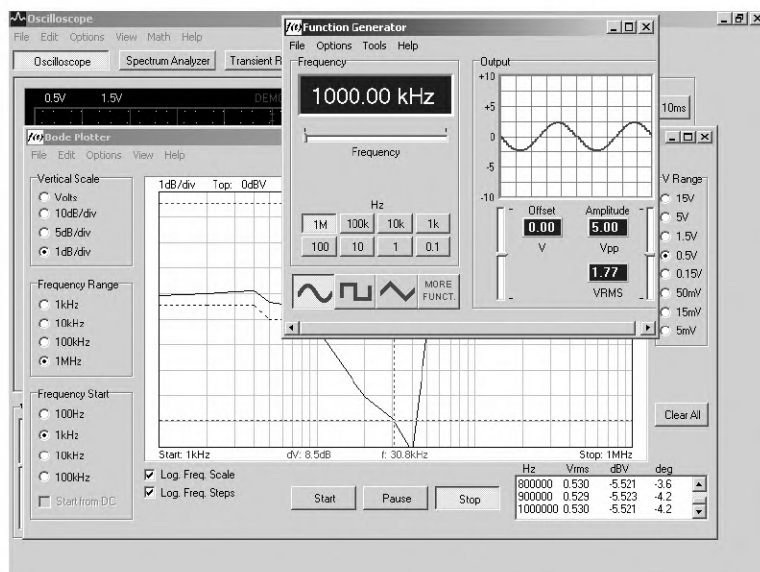 Oscilloscope
File Edit Options View Math Help
Oscilloscope
Spectrum Analyzer
0.5V 1.5V
10ms
f(t) Function Generator
File Options Tools Help
Frequency
1000.00 kHz
Frequency
Hz
1M 100k 10k 1k
100 10 1 0.1
MORE
FUNCT.
Output
+10
+5
0
-5
-10
Offset
0.00
V
Amplitude
5.00
Vpp
1.77
VRMS
f(t) Bode Plotter
File Edit Options View Help
Vertical Scale
Volts
10dB/div
5dB/div
1dB/div
Frequency Range
1kHz
10kHz
100kHz
1MHz
Frequency Start
100Hz
1kHz
10kHz
100kHz
Start from DC
1dB/div Top: 0dBV
Start: 1kHz dV: 8.5dB f: 30.8kHz Stop: 1MHz
Log. Freq. Scale
Log. Freq. Steps
Start
Pause
Stop
Hz Vrms dBV deg
800000 0.530 -5.521 -3.6
900000 0.529 -5.523 -4.2
1000000 0.530 -5.521 -4.2
V Range
15V
5V
1.5V
0.5V
0.15V
50mV
15mV
5mV
Clear All